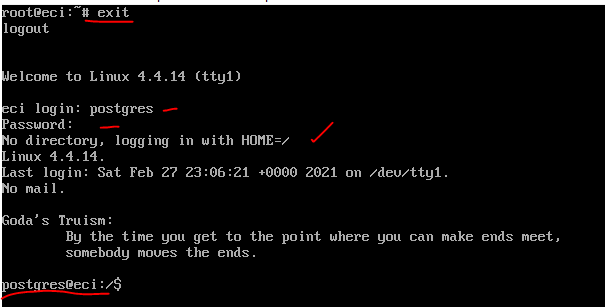 root@eci:~# exit
logout
Welcome to Linux 4.4.14 (tty1)
eci login: postgres
Password:
No directory, logging in with HOME=/
Linux 4.4.14.
Last login: Sat Feb 27 23:06:21 +0000 2021 on /dev/tty1.
No mail.
Goda's Truism:
By the time you get to the point where you can make ends meet,
somebody moves the ends.
postgres@eci:/$